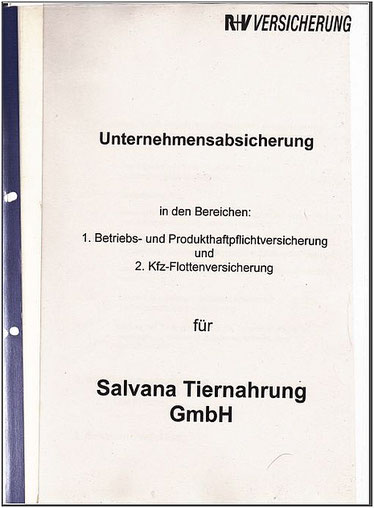 R+V VERSICHERUNG
Unternehmensabsicherung
in den Bereichen:
1. Betriebs- und Produkthaftpflichtversicherung
und
2. Kfz-Flottenversicherung
für
Salvana Tiernahrung
GmbH